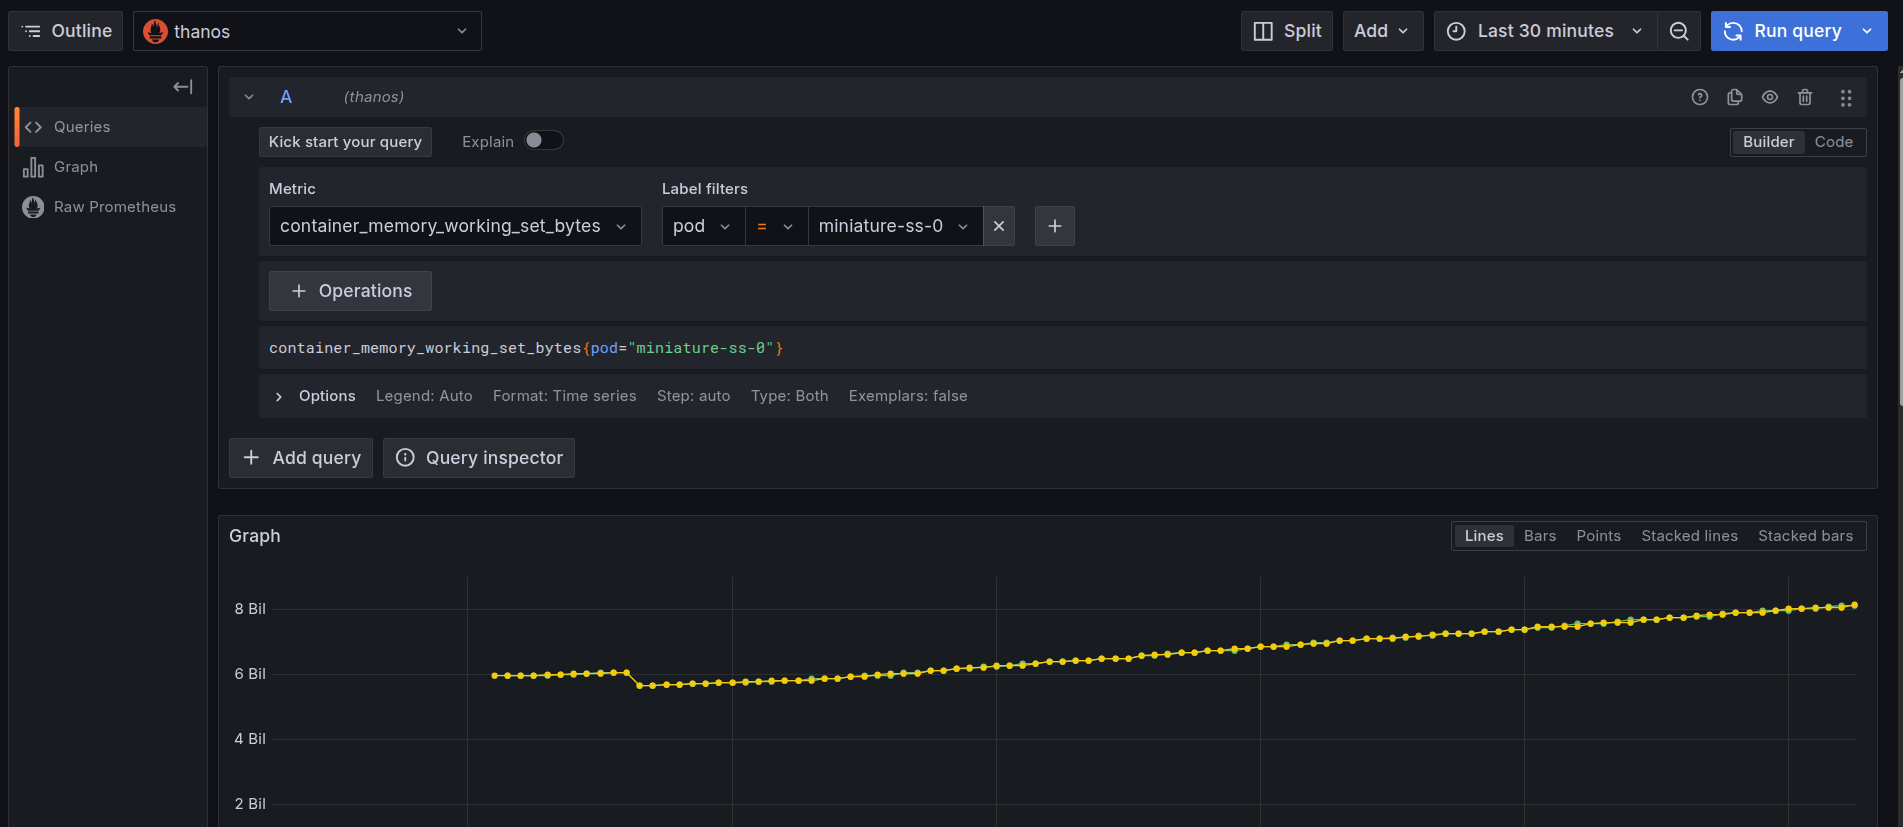 Outline
thanos
Split
Add
Last 30 minutes
Run query
Queries
Graph
Raw Prometheus
A (thanos)
Kick start your query
Explain
Builder Code
Metric
Label filters
container_memory_working_set_bytes
pod = miniature-ss-0
Operations
container_memory_working_set_bytes{pod="miniature-ss-0"}
Options Legend: Auto Format: Time series Step: auto Type: Both Exemplars: false
Add query
Query inspector
Graph
Lines Bars Points Stacked lines Stacked bars
8 Bil
6 Bil
4 Bil
2 Bil